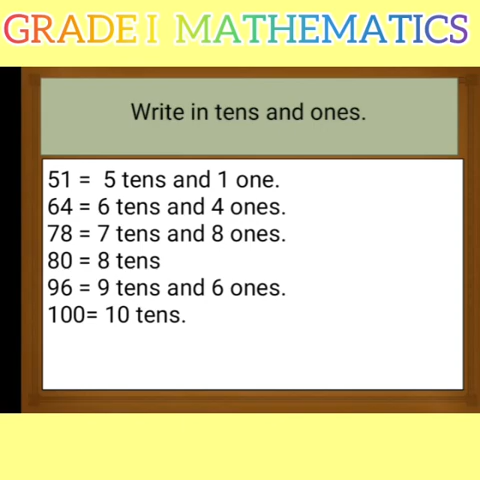 GRADE I MATHEMATICS
Write in tens and ones.
51 = 5 tens and 1 one.
64 = 6 tens and 4 ones.
78 = 7 tens and 8 ones.
80 = 8 tens
96 = 9 tens and 6 ones.
100= 10 tens.